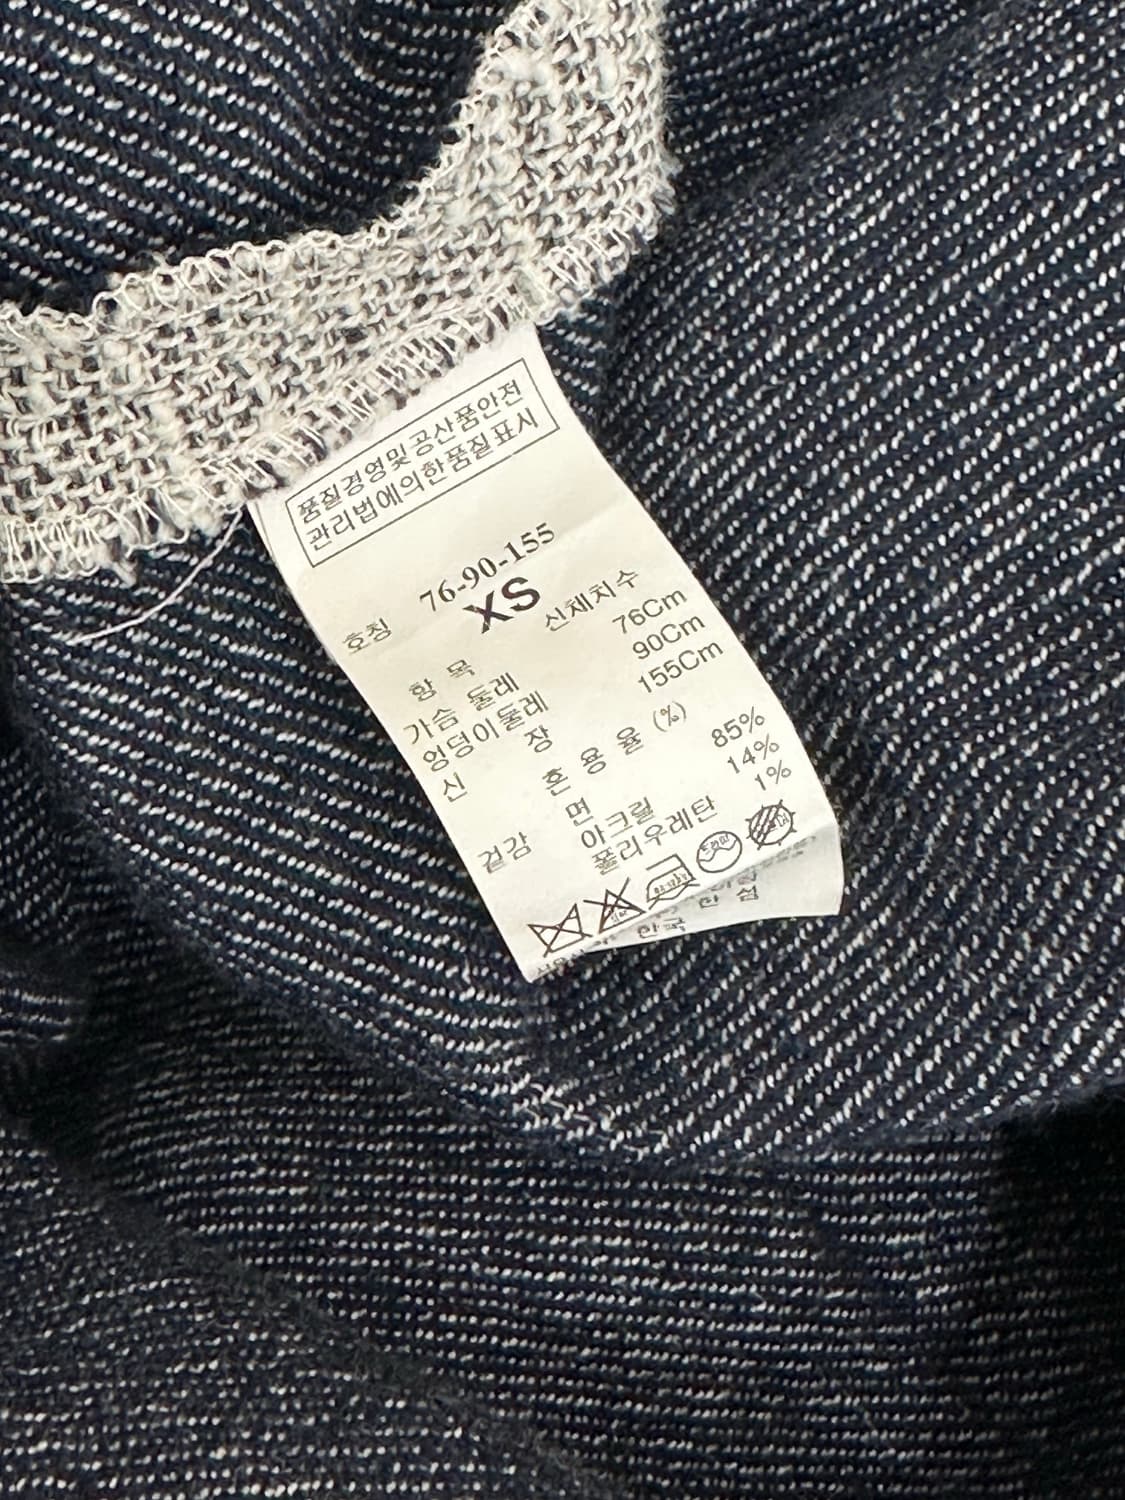 품질경영및공산품안전
관리법에의한품질표시
호칭 76-90-155
XS
항 목 신체치수
가슴 둘레 76Cm
엉덩이둘레 90Cm
신 장 155Cm
혼 용 율 (%)
겉감 면 85%
아크릴 14%
폴리우레탄 1%
한국
한 섬